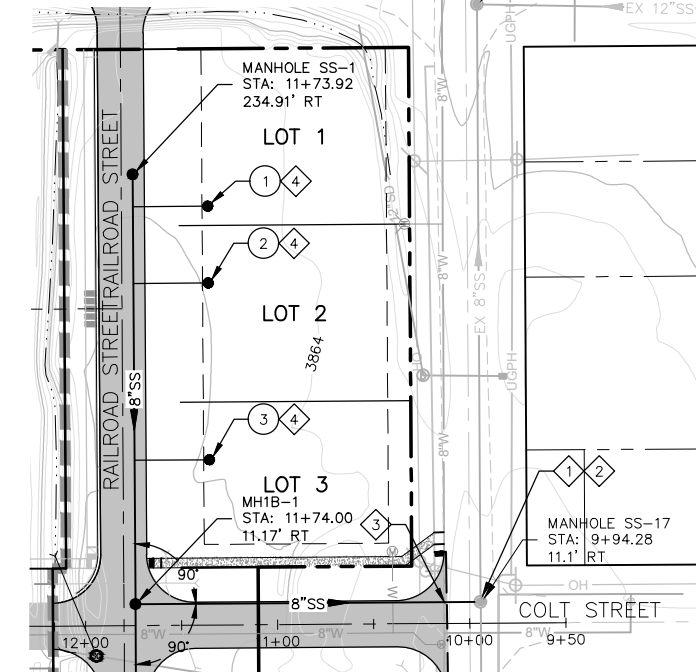 EX 12"SS
UGPH
8"W
MANHOLE SS-1
STA: 11+73.92
234.91' RT
LOT 1
1
4
RAILROAD STREET
2
4
LOT 2
3864
8"W
EX 8"SS
UGPH
RAILROAD STREET
8"SS
3
4
8"W
LOT 3
MH1B-1
STA: 11+74.00
11.17' RT
3
1
2
MANHOLE SS-17
STA: 9+94.28
11.1' RT
90°
W
OH
8"SS
COLT STREET
12+00
8"W
1+00
8"W
10+00
8"W
9+50
90°